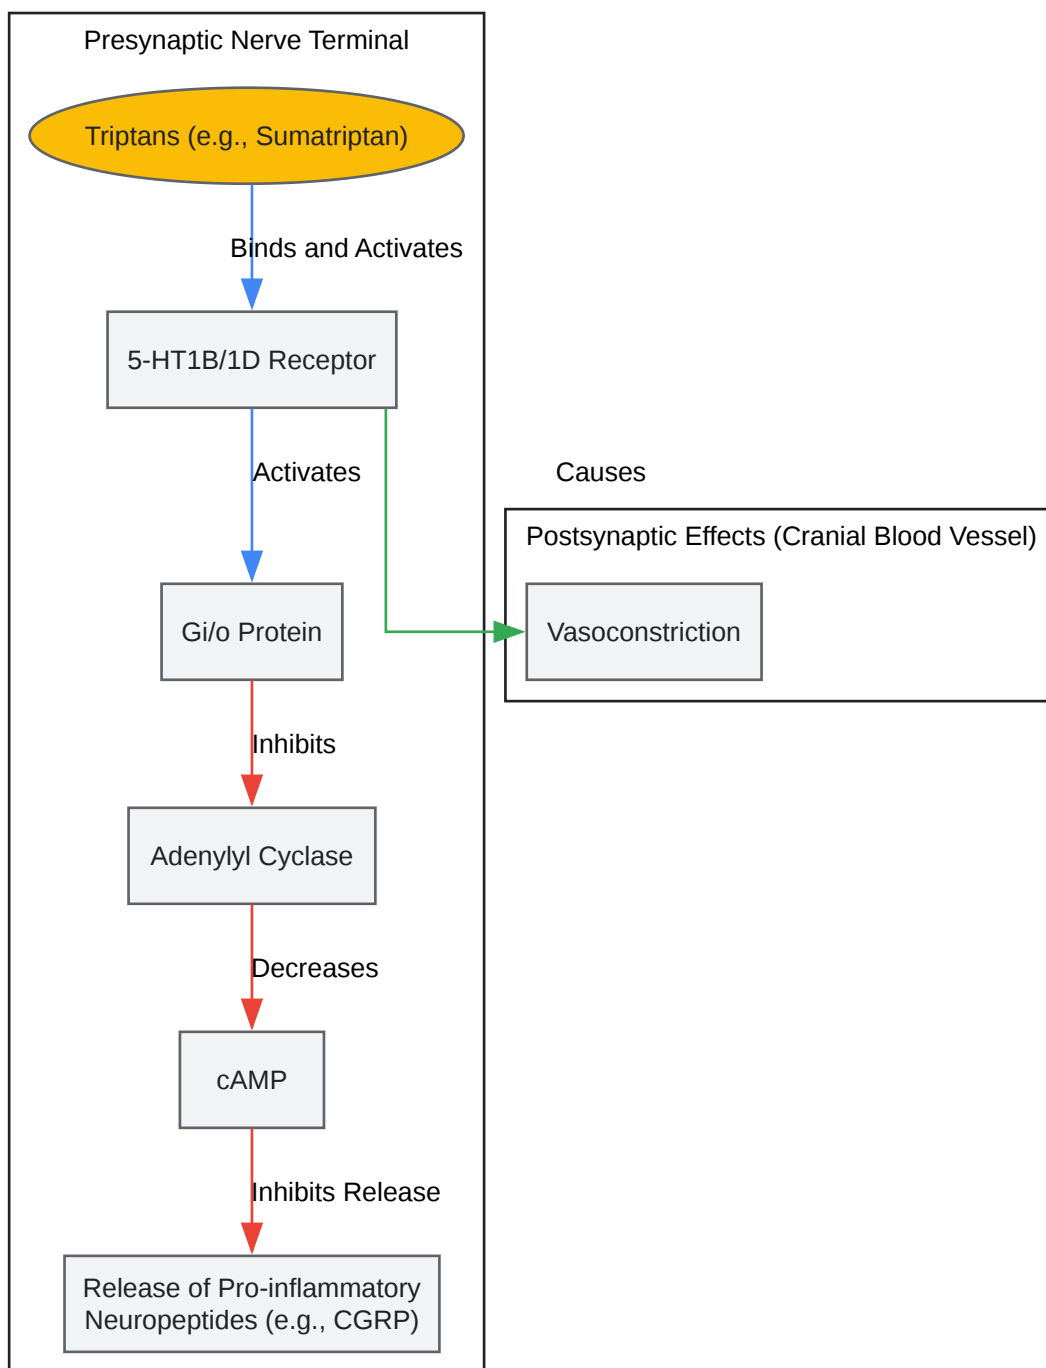 Presynaptic Nerve Terminal
Triptans (e.g., Sumatriptan)
Binds and Activates
5-HT1B/1D Receptor
Activates
Causes
Postsynaptic Effects (Cranial Blood Vessel)
Gi/o Protein
Vasoconstriction
Inhibits
Adenylyl Cyclase
Decreases
cAMP
Inhibits Release
Release of Pro-inflammatory
Neuropeptides (e.g., CGRP)